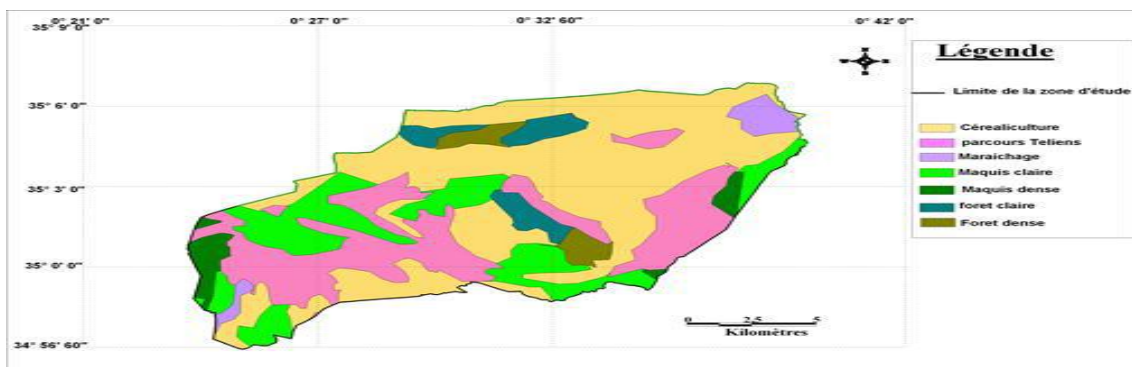 0° 21' 0"
0° 27' 0"
0° 32' 60"
0° 42' 0"
35° 9' 0"
35° 6' 0"
35° 3' 0"
35° 0' 0"
34° 56' 60"
Légende
Limite de la zone d'étude
Céréaliculture
parcours Teliens
Maraichage
Maquis claire
Maquis dense
foret claire
Foret dense
0 2,5 5
Kilomètres